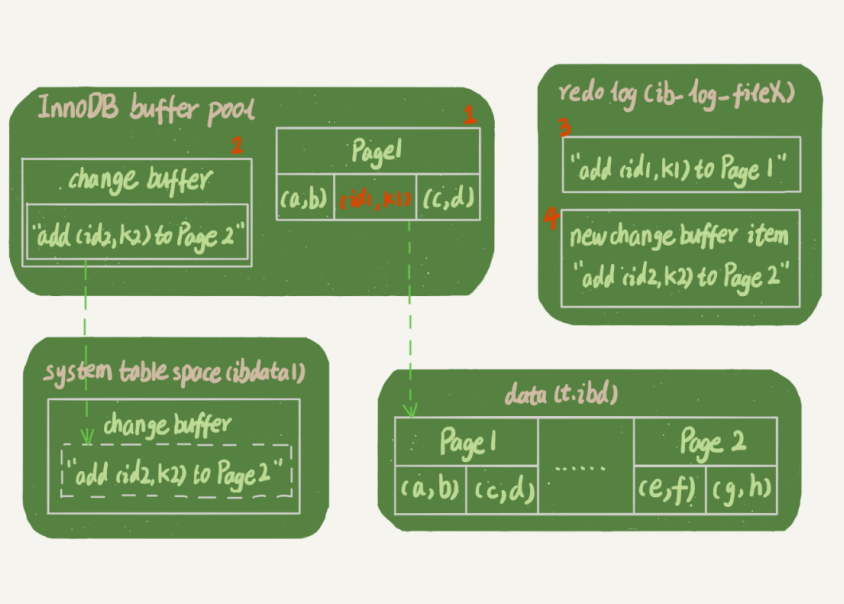 InnoDB buffer pool
1
Page1
(a,b) (id1,k1) (c,d)
2
change buffer
"add (id2,k2) to Page 2"
redo log (ib-log-fileX)
3
"add (id1,k1) to Page 1"
4
new change buffer item
"add (id2,k2) to Page 2"
system table space (ibdata1)
change buffer
"add (id2,k2) to Page 2"
data (t.ibd)
Page1 ...... Page 2
(a,b) (c,d) (e,f) (g,h)